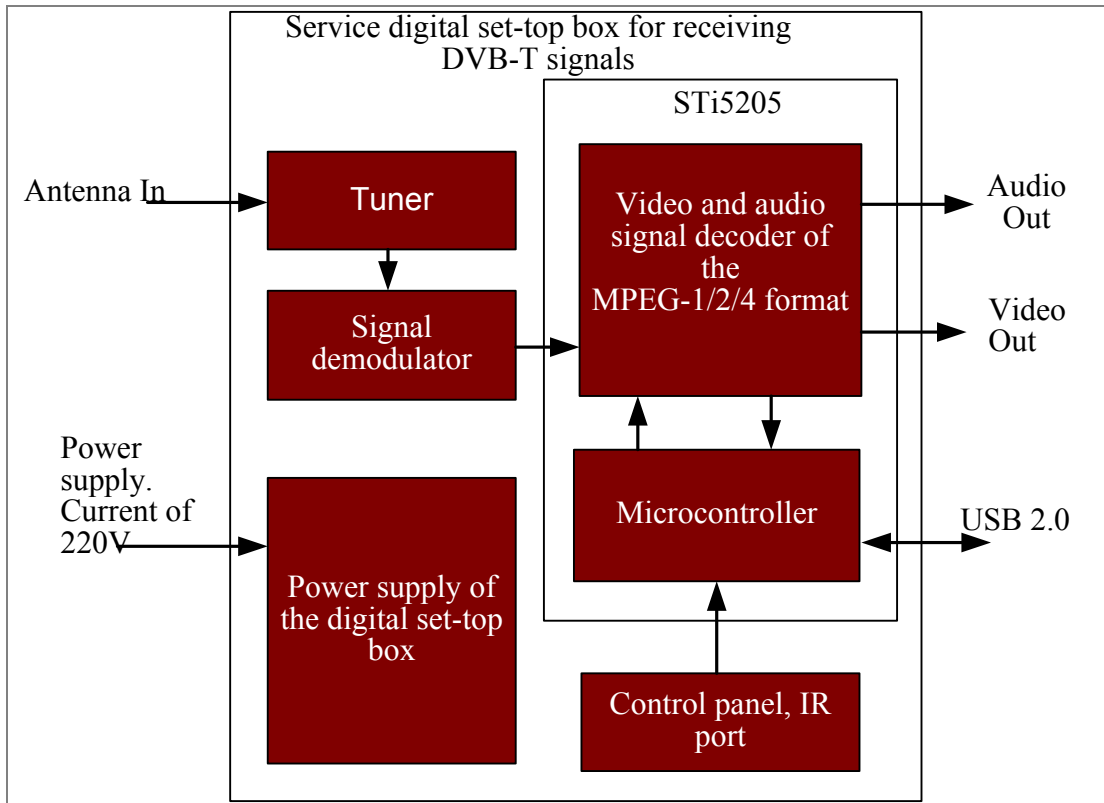 Service digital set-top box for receiving
DVB-T signals
STi5205
Antenna In
Tuner
Video and audio
signal decoder of
the
MPEG-1/2/4 format
Audio
Out
Signal
demodulator
Video
Out
Power
supply.
Current of
220V
Microcontroller
USB 2.0
Power supply of
the digital set-top
box
Control panel, IR
port